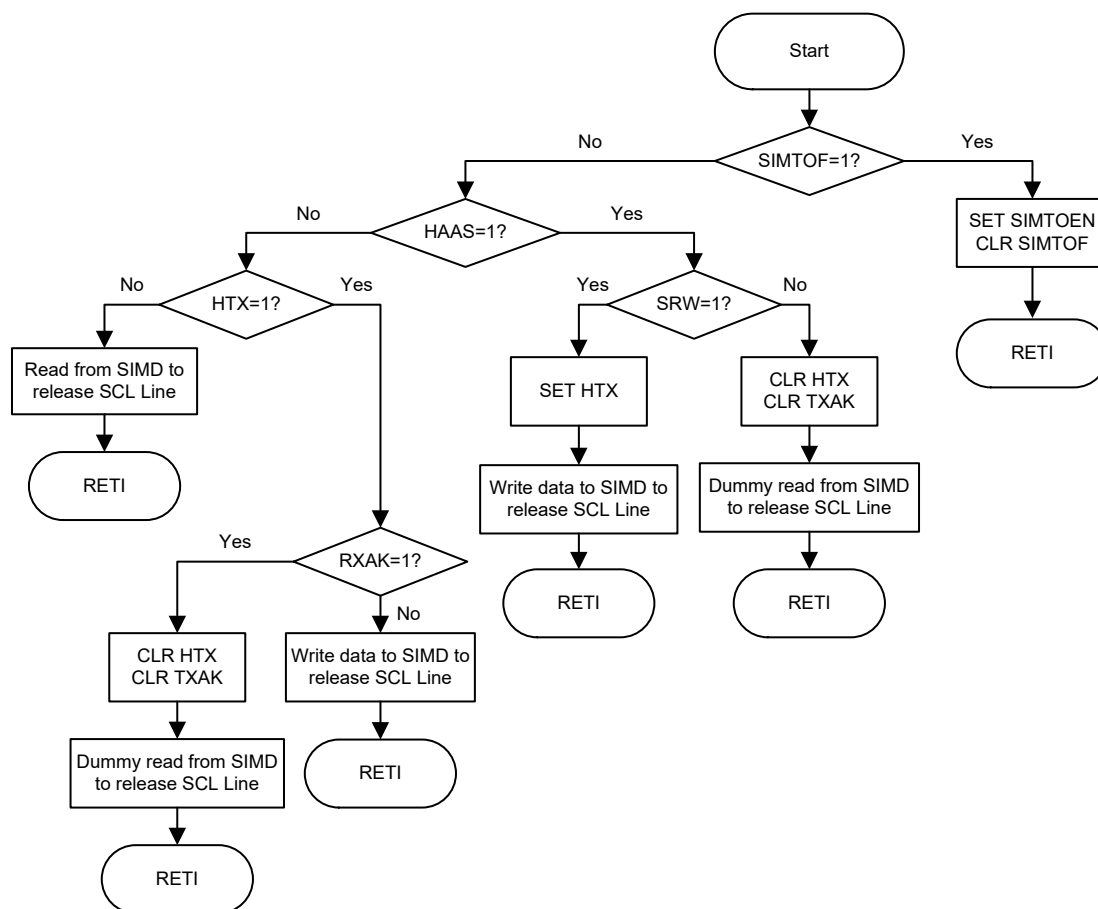 Start
SIMTOF=1?
No
Yes
SET SIMTOEN
CLR SIMTOF
RETI
HAAS=1?
No
Yes
HTX=1?
No
Yes
SRW=1?
Yes
No
Read from SIMD to
release SCL Line
RETI
SET HTX
CLR HTX
CLR TXAK
Write data to SIMD to
release SCL Line
Dummy read from SIMD
to release SCL Line
RETI
RETI
RXAK=1?
Yes
No
CLR HTX
CLR TXAK
Write data to SIMD to
release SCL Line
Dummy read from SIMD
to release SCL Line
RETI
RETI